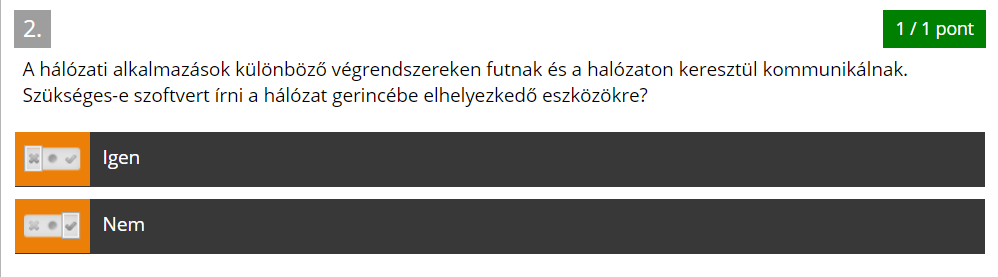 2.
1 / 1 pont
A hálózati alkalmazások különböző végrendszereken futnak és a halózaton keresztül kommunikálnak.
Szükséges-e szoftvert írni a hálózat gerincébe elhelyezkedő eszközökre?
Igen
Nem